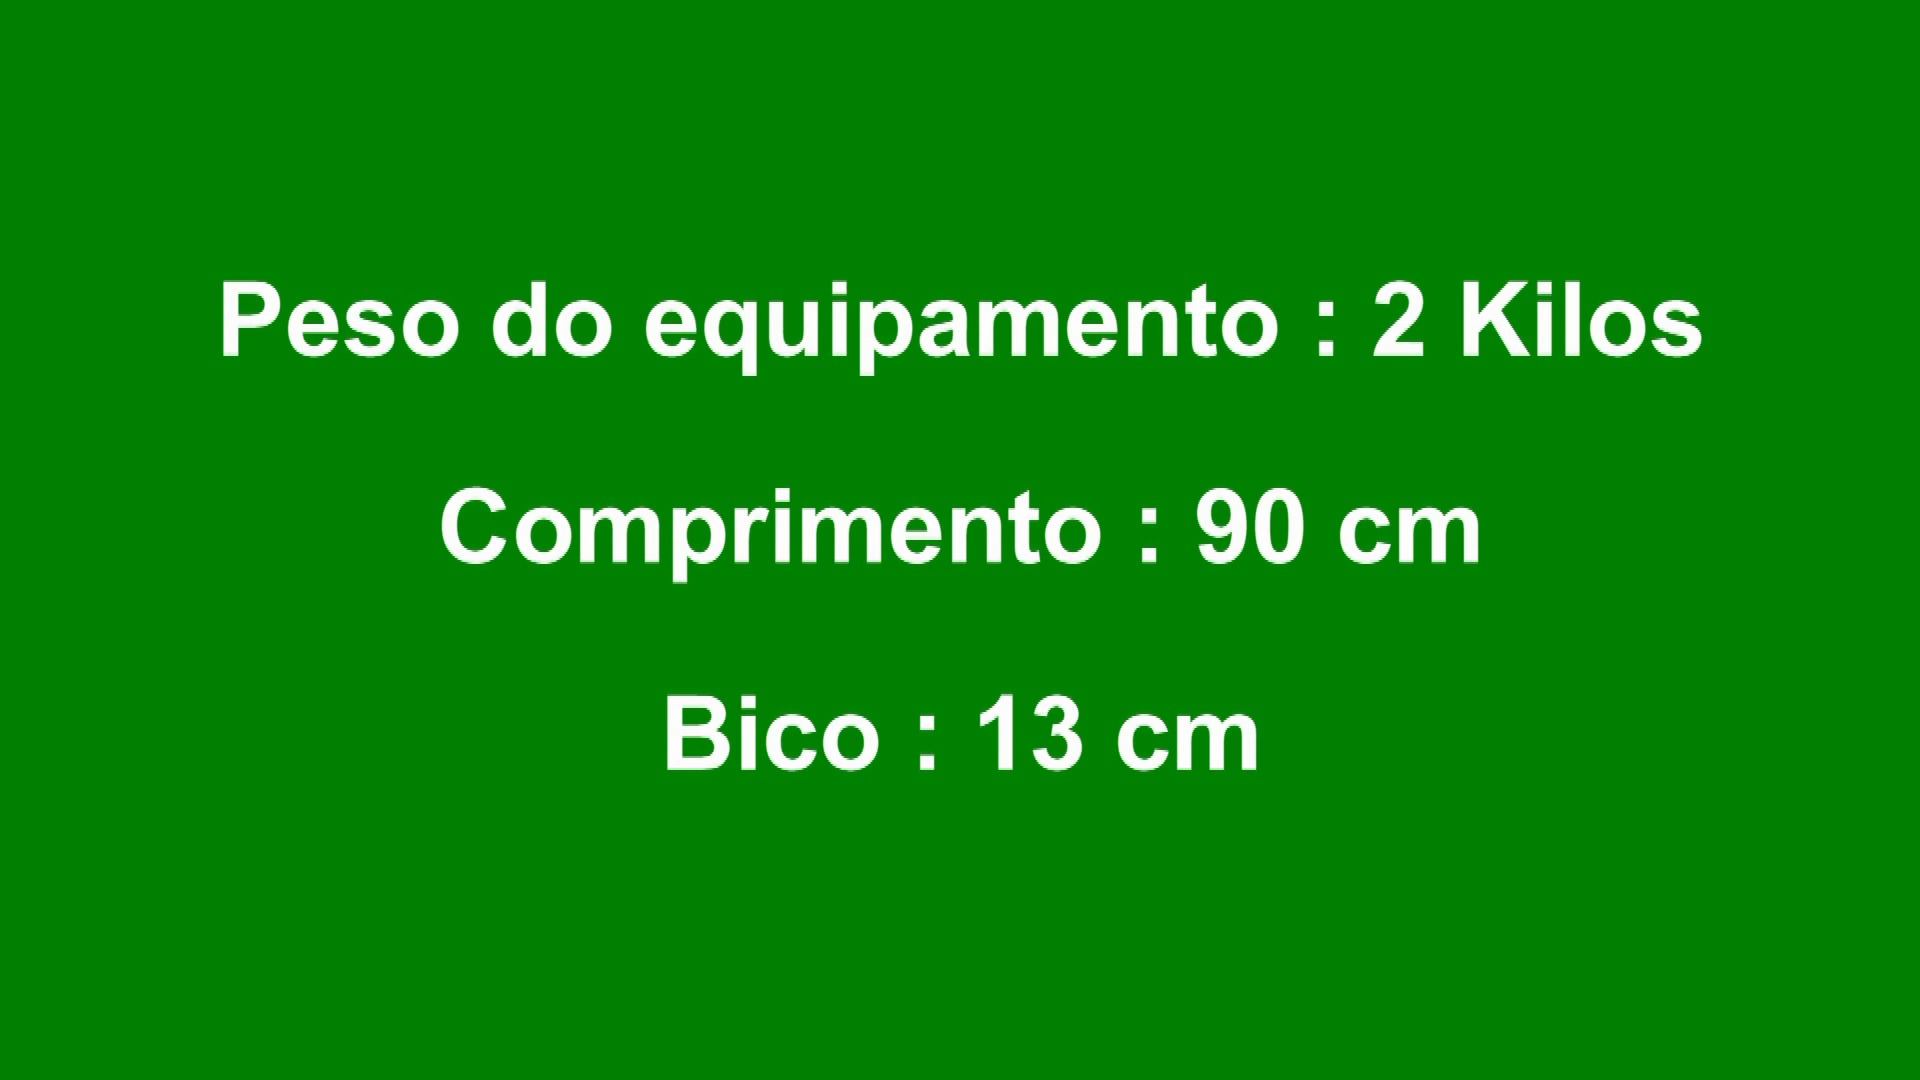 Peso do equipamento : 2 Kilos
Comprimento : 90 cm
Bico : 13 cm